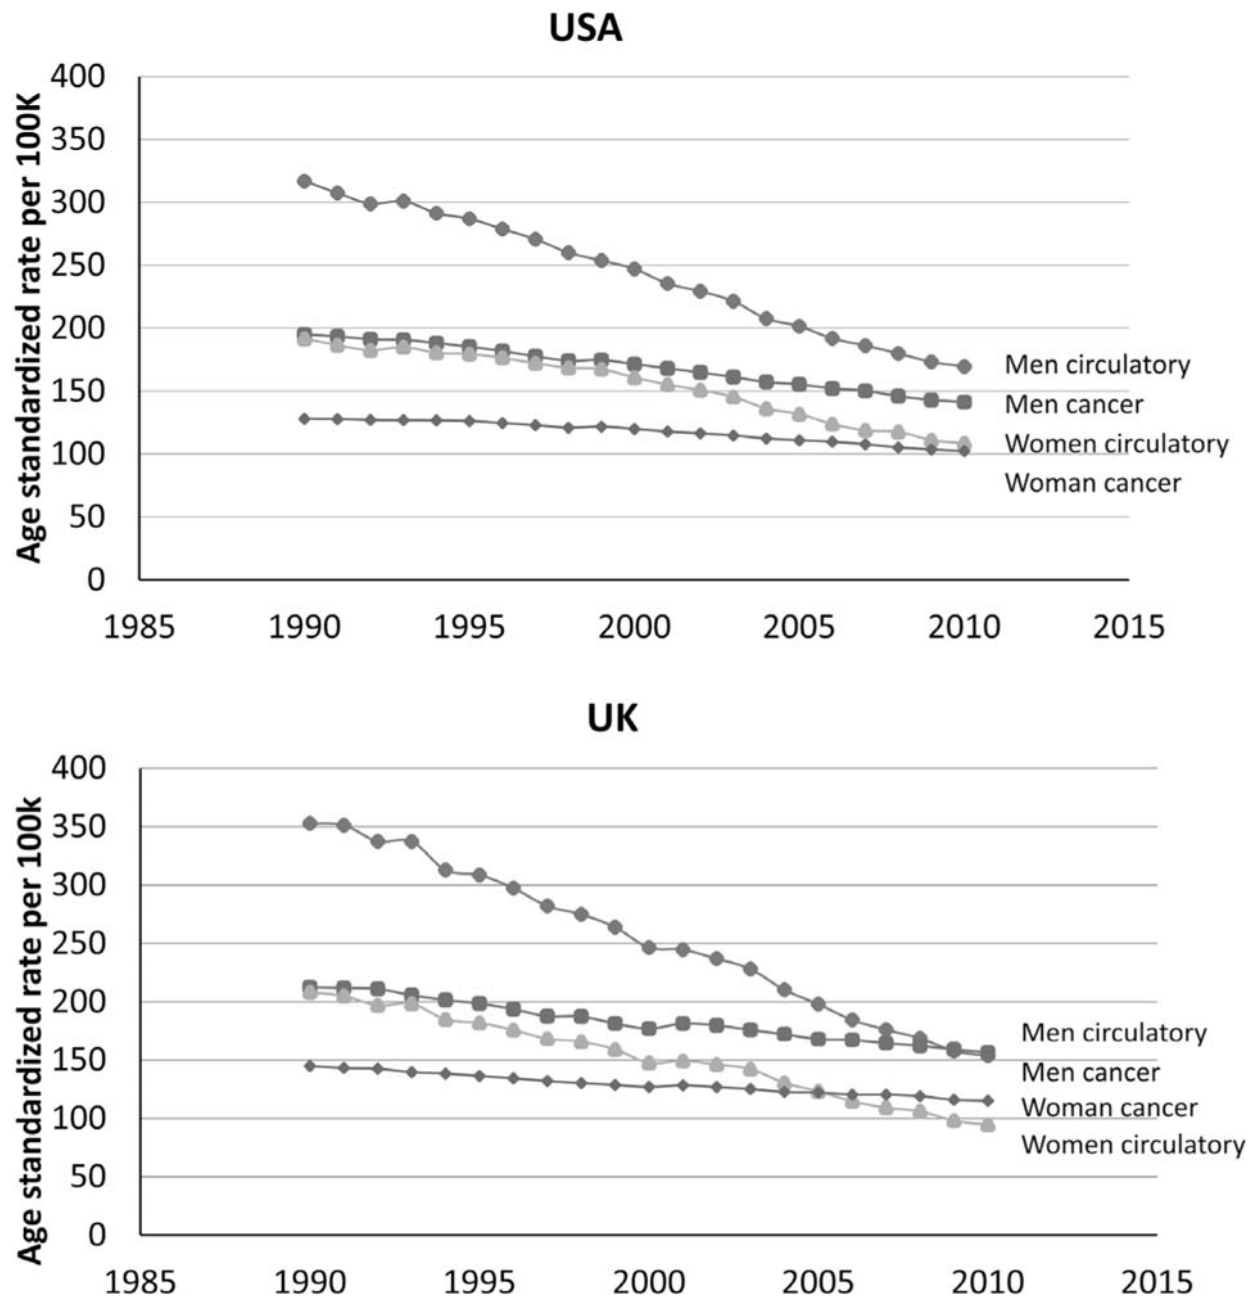 USA
Age standardized rate per 100K
400
350
300
250
200
150
100
50
0
Men circulatory
Men cancer
Women circulatory
Woman cancer
1985 1990 1995 2000 2005 2010 2015
UK
Age standardized rate per 100k
400
350
300
250
200
150
100
50
0
Men circulatory
Men cancer
Woman cancer
Women circulatory
1985 1990 1995 2000 2005 2010 2015